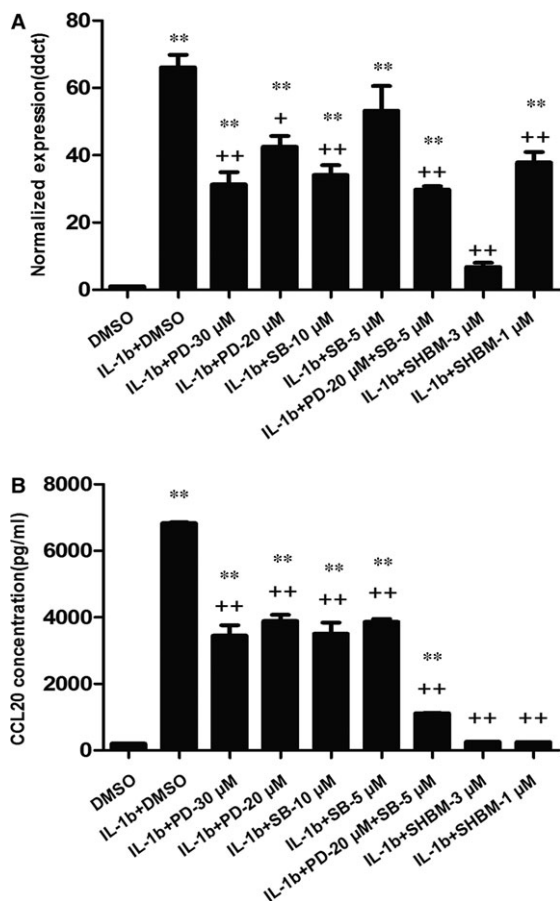 A
Normalized expression(ddct)
80
60
40
20
0
**
**
++
**
+
**
++
**
**
++
++
**
++
DMSO
IL-1b+DMSO
IL-1b+PD-30 µM
IL-1b+PD-20 µM
IL-1b+SB-10 µM
IL-1b+SB-5 µM
IL-1b+PD-20 µM+SB-5 µM
IL-1b+SHBM-3 µM
IL-1b+SHBM-1 µM
B
CCL20 concentration(pg/ml)
8000
6000
4000
2000
0
**
**
++
**
++
**
++
**
++
**
++
++
++
DMSO
IL-1b+DMSO
IL-1b+PD-30 µM
IL-1b+PD-20 µM
IL-1b+SB-10 µM
IL-1b+SB-5 µM
IL-1b+PD-20 µM+SB-5 µM
IL-1b+SHBM-3 µM
IL-1b+SHBM-1 µM